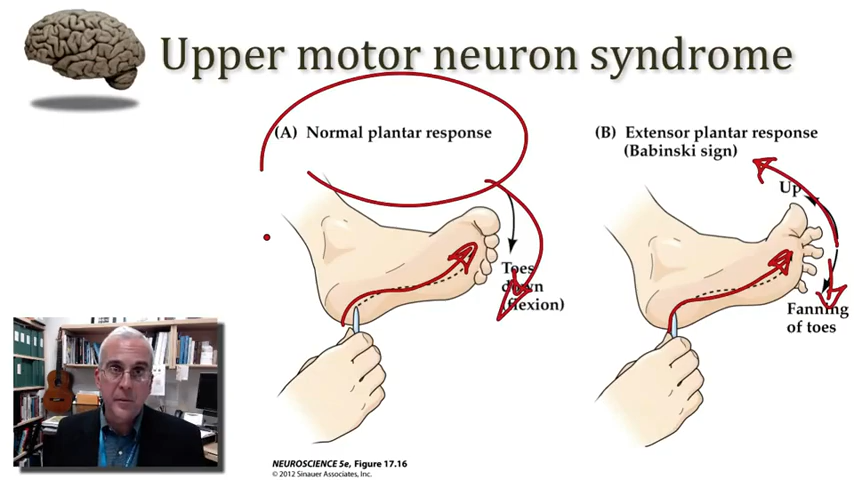 Upper motor neuron syndrome
(A) Normal plantar response
Toes
down
(flexion)
(B) Extensor plantar response
(Babinski sign)
Up
Fanning
of toes
NEUROSCIENCE 5e, Figure 17.16
© 2012 Sinauer Associates, Inc.